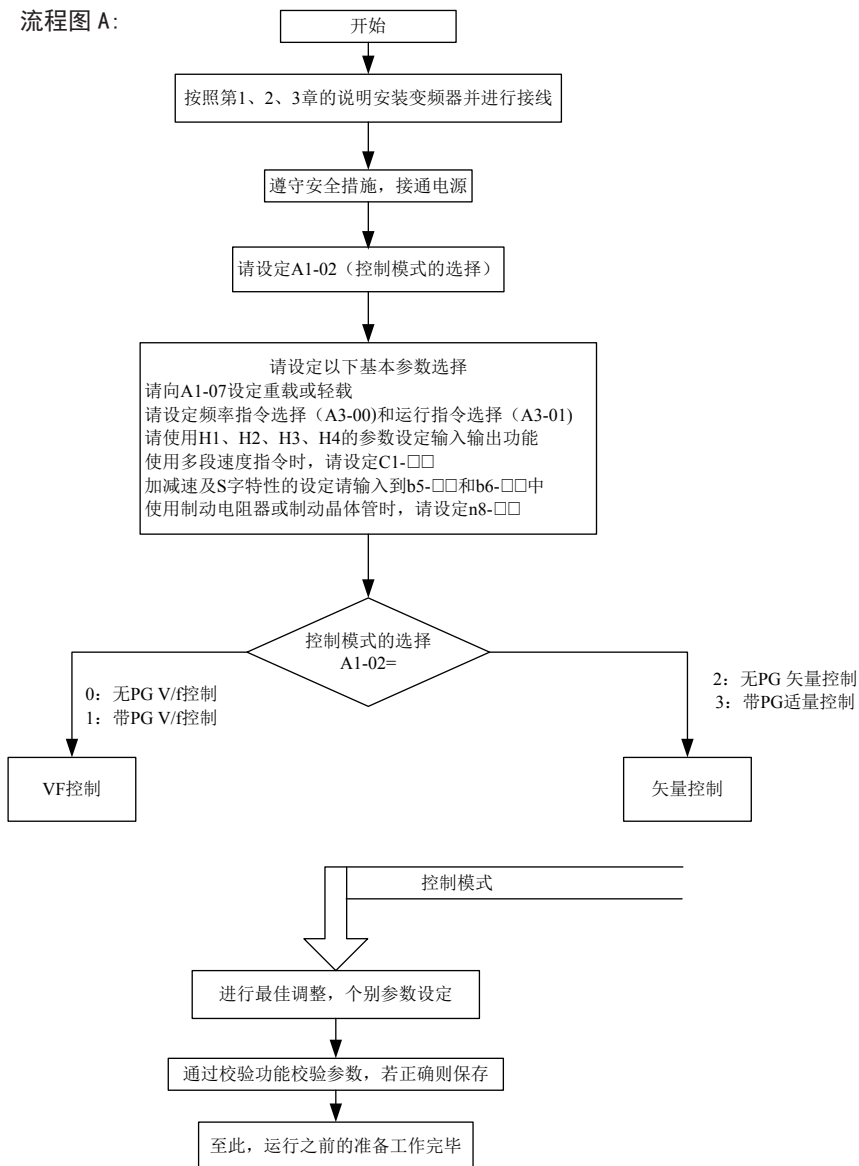 流程图 A:
开始
按照第1、2、3章的说明安装变频器并进行接线
遵守安全措施，接通电源
请设定A1-02（控制模式的选择）
请设定以下基本参数选择
请向A1-07设定重载或轻载
请设定频率指令选择（A3-00)和运行指令选择（A3-01)
请使用H1、H2、H3、H4的参数设定输入输出功能
使用多段速度指令时，请设定C1-□□
加减速及S字特性的设定请输入到b5-□□和b6-□□中
使用制动电阻器或制动晶体管时，请设定n8-□□
控制模式的选择
A1-02=
0：无PG V/f控制
1：带PG V/f控制
2：无PG 矢量控制
3：带PG适量控制
VF控制
矢量控制
控制模式
进行最佳调整，个别参数设定
通过校验功能校验参数，若正确则保存
至此，运行之前的准备工作完毕